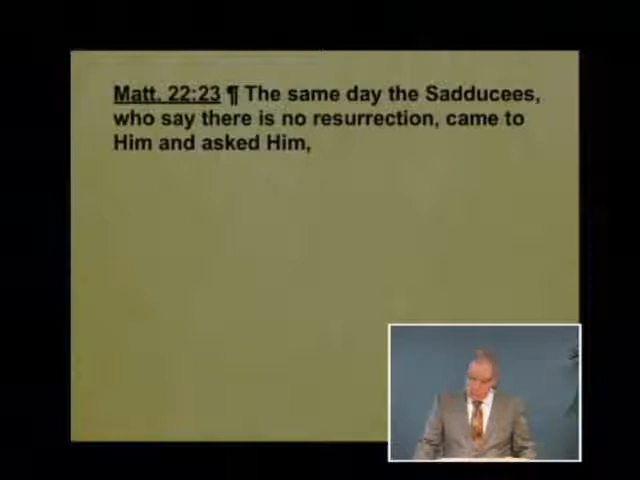 Matt. 22:23 ¶ The same day the Sadducees,
who say there is no resurrection, came to
Him and asked Him,